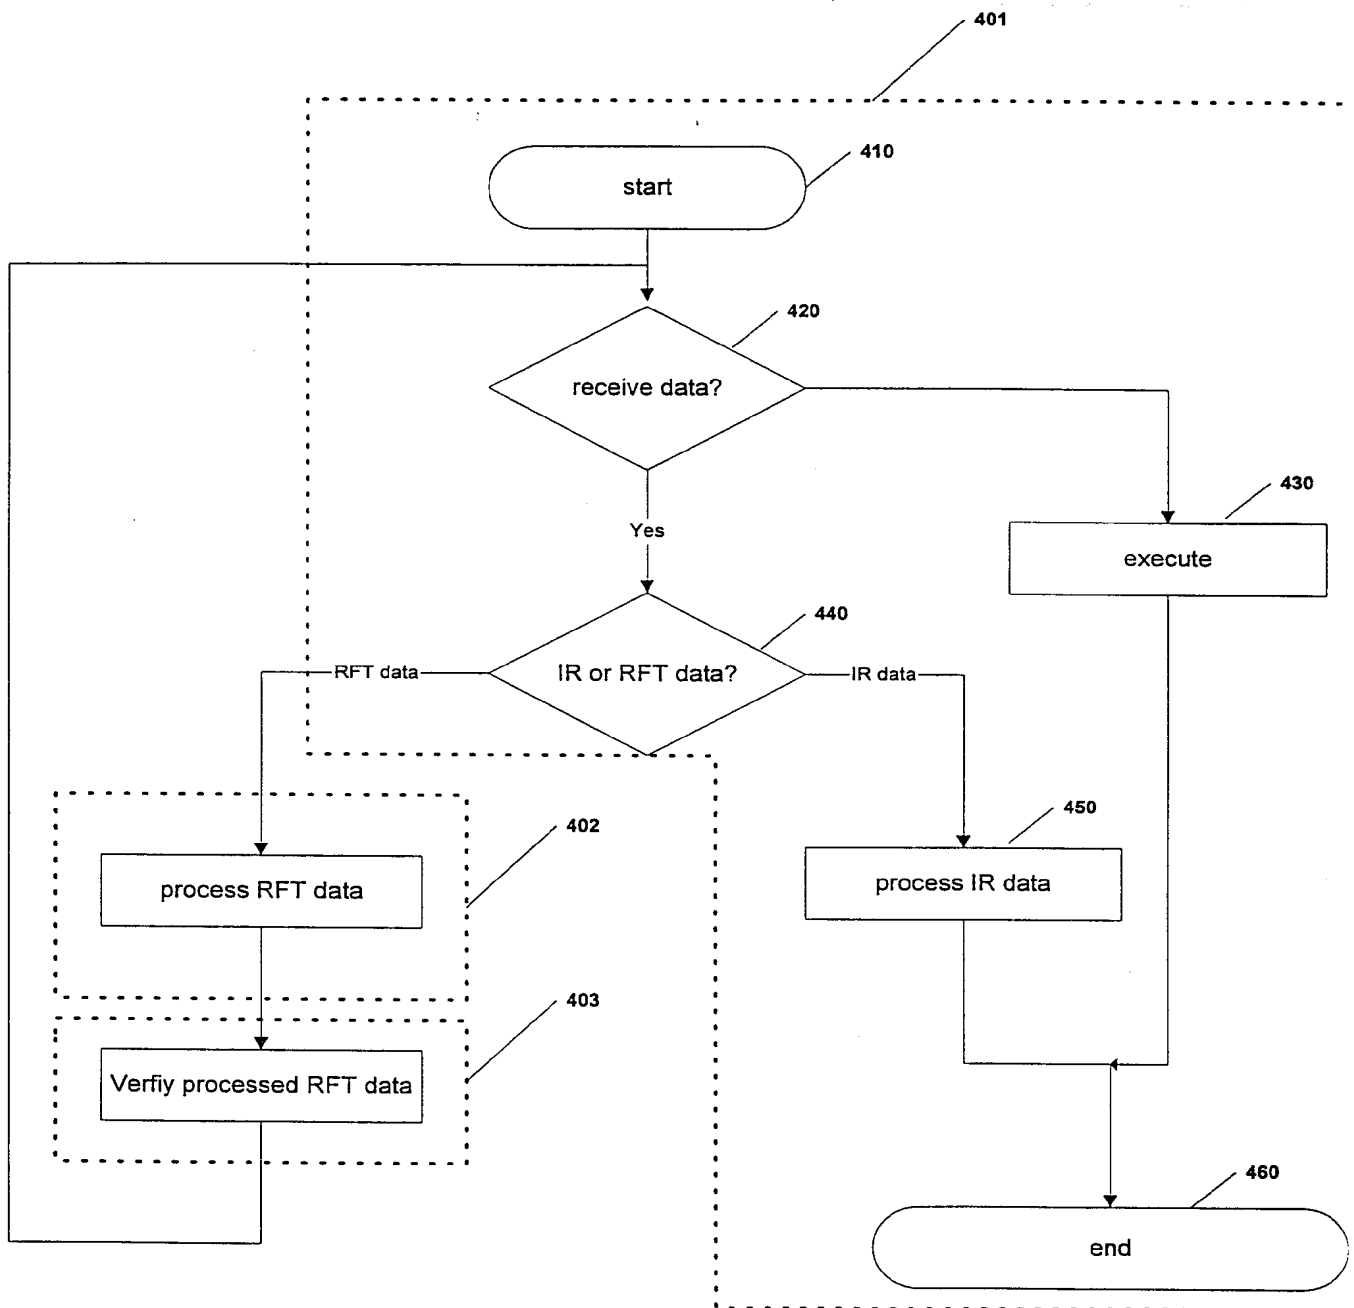 401
410
start
420
receive data?
430
Yes
execute
440
RFT data
IR or RFT data?
IR data
450
402
process RFT data
process IR data
403
Verfiy processed RFT data
460
end